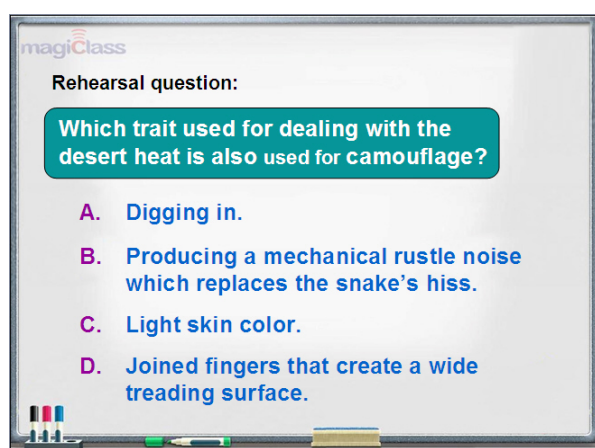 magiClass
Rehearsal question:
Which trait used for dealing with the
desert heat is also used for camouflage?
A. Digging in.
B. Producing a mechanical rustle noise
which replaces the snake’s hiss.
C. Light skin color.
D. Joined fingers that create a wide
treading surface.